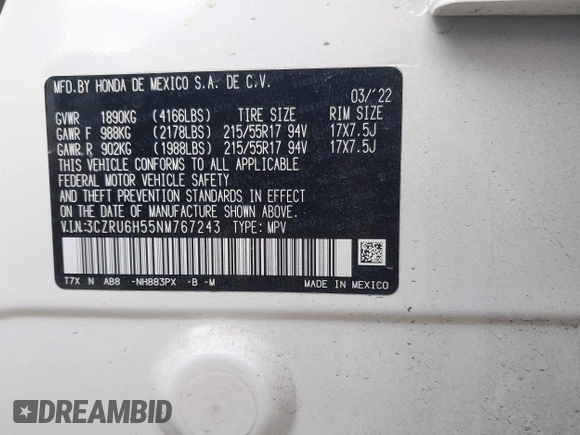 MFD.BY HONDA DE MEXICO S.A. DE C.V.
03/'22
GVWR 1890KG (4166LBS) TIRE SIZE RIM SIZE
GAWR F 988KG (2178LBS) 215/55R17 94V 17X7.5J
GAWR R 902KG (1988LBS) 215/55R17 94V 17X7.5J
THIS VEHICLE CONFORMS TO ALL APPLICABLE
FEDERAL MOTOR VEHICLE SAFETY
AND THEFT PREVENTION STANDARDS IN EFFECT
ON THE DATE OF MANUFACTURE SHOWN ABOVE.
V.I.N:3CZRU6H55NM767243 TYPE: MPV
T7X N AB8 -NH883PX -B -M MADE IN MEXICO
DREAMBID